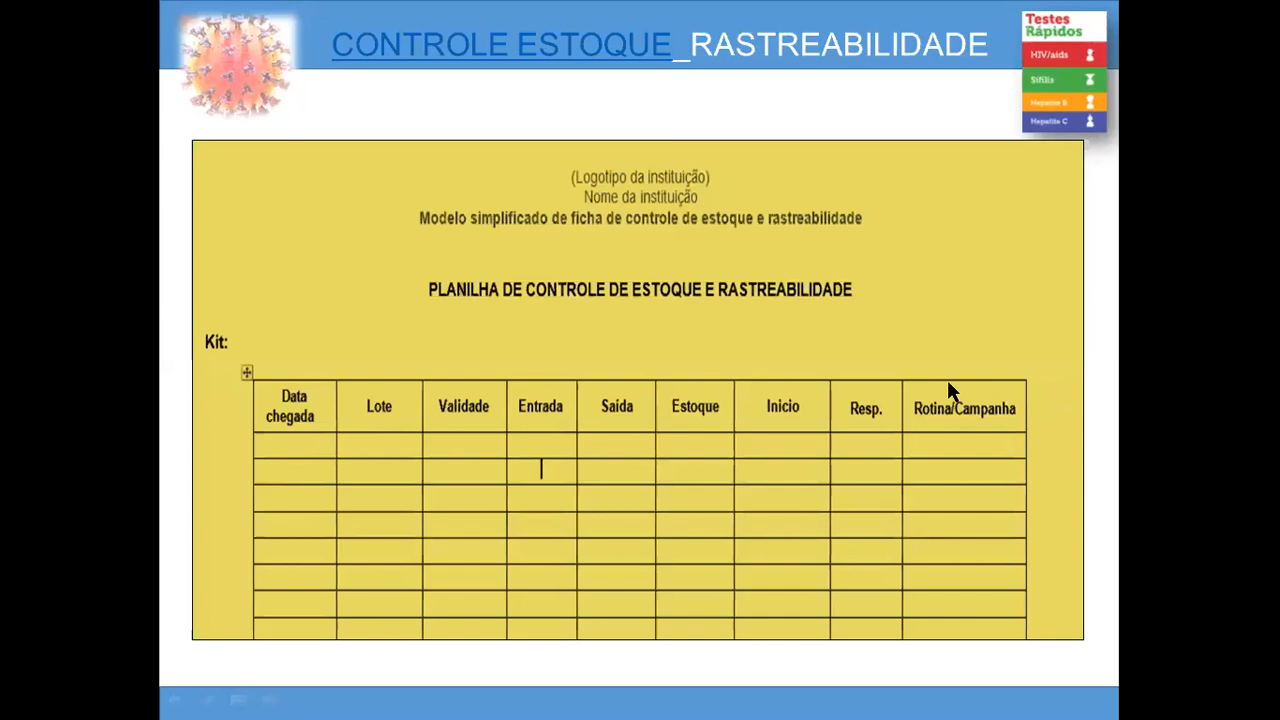 CONTROLE ESTOQUE_RASTREABILIDADE
Testes
Rápidos
HIV/aids
Sífilis
Hepatite B
Hepatite C
(Logotipo da instituição)
Nome da instituição
Modelo simplificado de ficha de controle de estoque e rastreabilidade
PLANILHA DE CONTROLE DE ESTOQUE E RASTREABILIDADE
Kit:
Data chegada Lote Validade Entrada Saída Estoque Inicio Resp. Rotina/Campanha